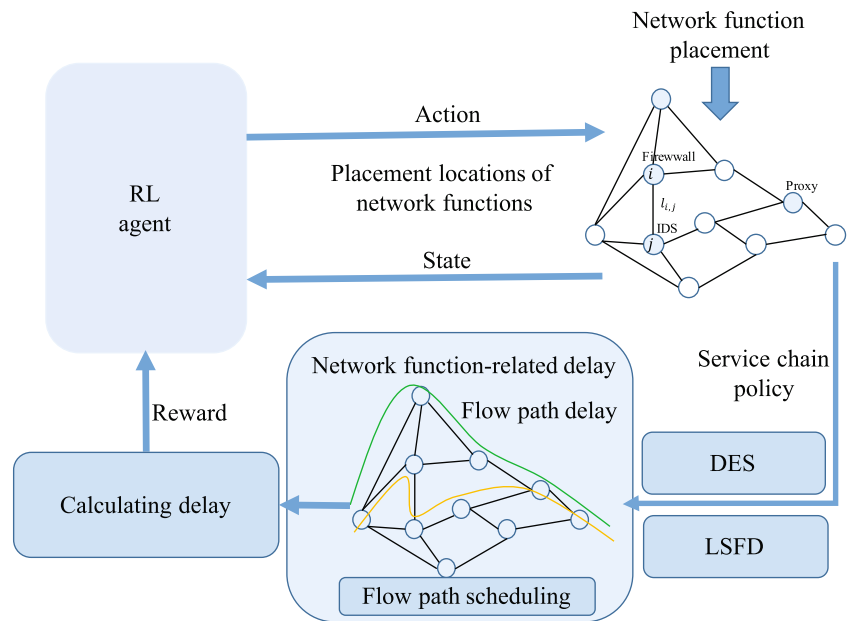 Network function
placement
Action
RL
agent
Placement locations of
network functions
State
Firewwall
i
l_{i,j}
IDS
j
Proxy
Service chain
policy
Network function-related delay
Flow path delay
Reward
DES
LSFD
Calculating delay
Flow path scheduling